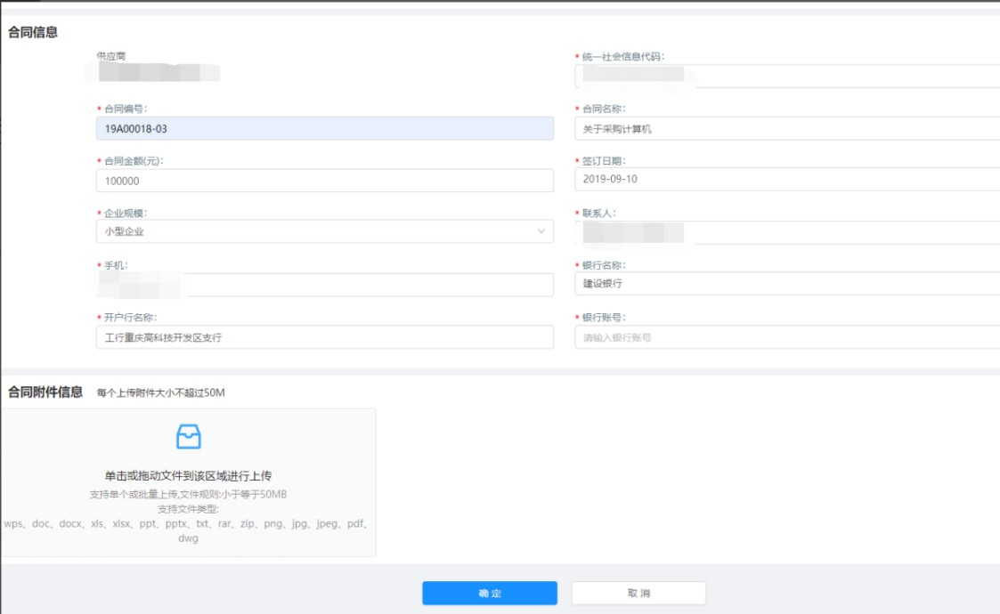 合同信息
供应商
* 统一社会信息代码:
* 合同编号:
* 合同名称:
19A00018-03
关于采购计算机
* 合同金额(元):
* 签订日期:
100000
2019-09-10
* 企业规模:
* 联系人:
小型企业
* 手机:
* 银行名称:
建设银行
* 开户行名称:
* 银行账号:
工行重庆高科技开发区支行
请输入银行账号
合同附件信息 每个上传附件大小不超过50M
单击或拖动文件到该区域进行上传
支持单个或批量上传,文件规则:小于等于50MB
支持文件类型:
wps、doc、docx、xls、xlsx、ppt、pptx、txt、rar、zip、png、jpg、jpeg、pdf、
dwg
确 定
取 消